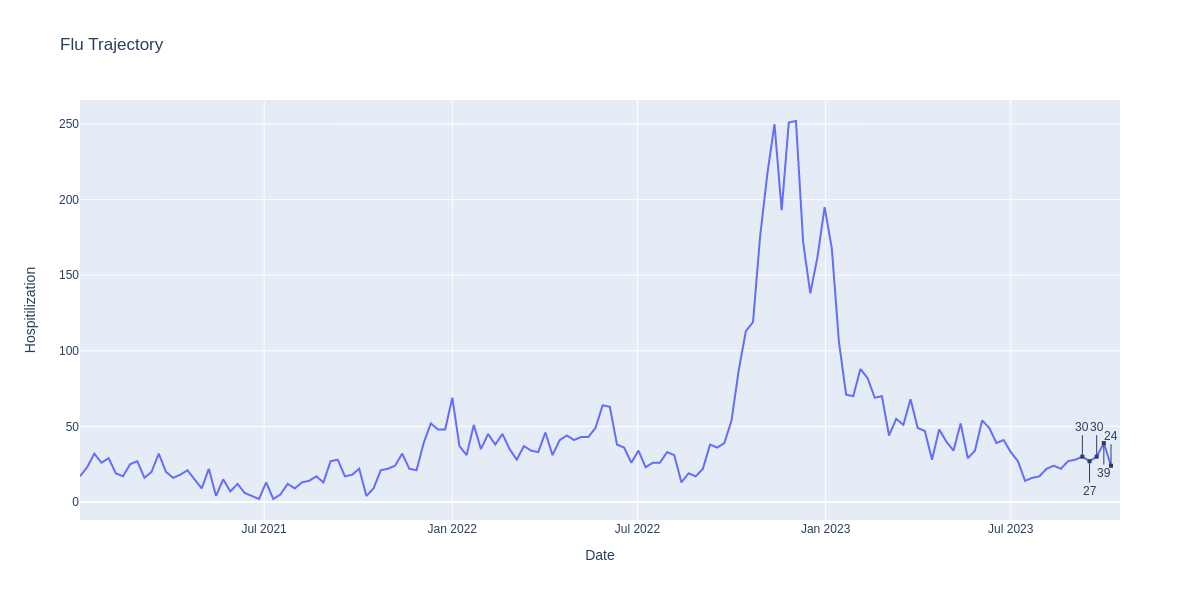 Flu Trajectory
Hospitilization
250
200
150
100
50
0
30
30
24
39
27
Jul 2021
Jan 2022
Jul 2022
Jan 2023
Jul 2023
Date